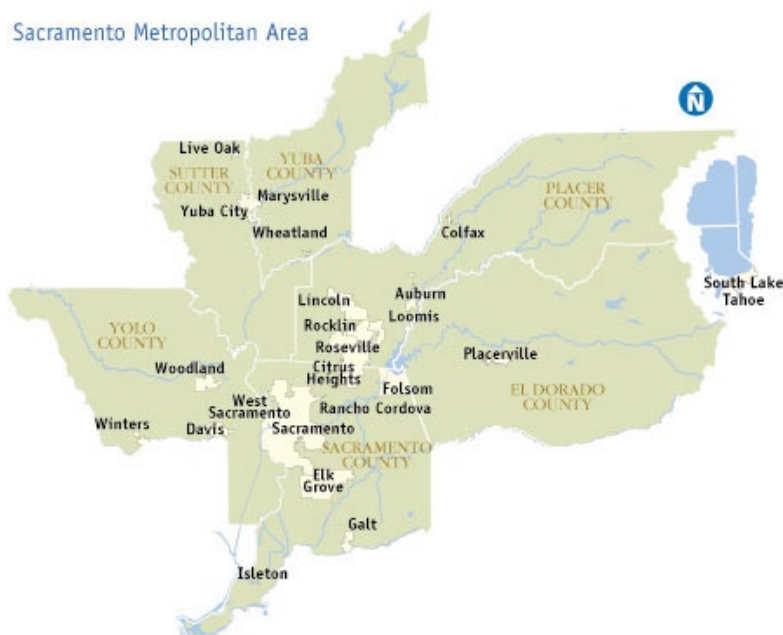 Sacramento Metropolitan Area
N
Live Oak
YUBA
COUNTY
SUTTER
COUNTY
Marysville
Yuba City
Wheatland
PLACER
COUNTY
Colfax
South Lake
Tahoe
Auburn
Loomis
Lincoln
Rocklin
Roseville
Citrus
Heights
YOLO
COUNTY
Woodland
Placerville
Folsom
EL DORADO
COUNTY
West
Sacramento
Rancho Cordova
Winters
Davis
Sacramento
SACRAMENTO
COUNTY
Elk
Grove
Galt
Isleton